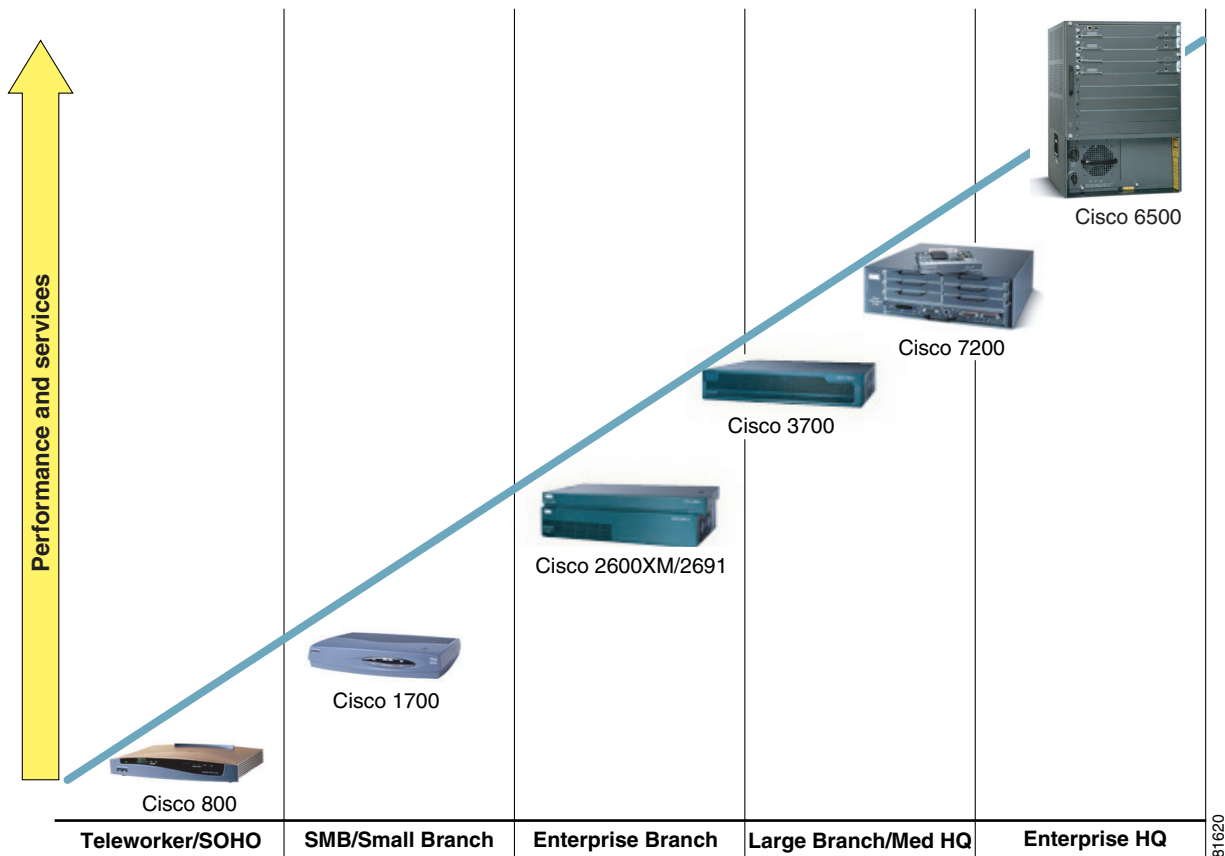 Performance and services
Cisco 6500
Cisco 7200
Cisco 3700
Cisco 2600XM/2691
Cisco 1700
Cisco 800
Teleworker/SOHO
SMB/Small Branch
Enterprise Branch
Large Branch/Med HQ
Enterprise HQ
81620